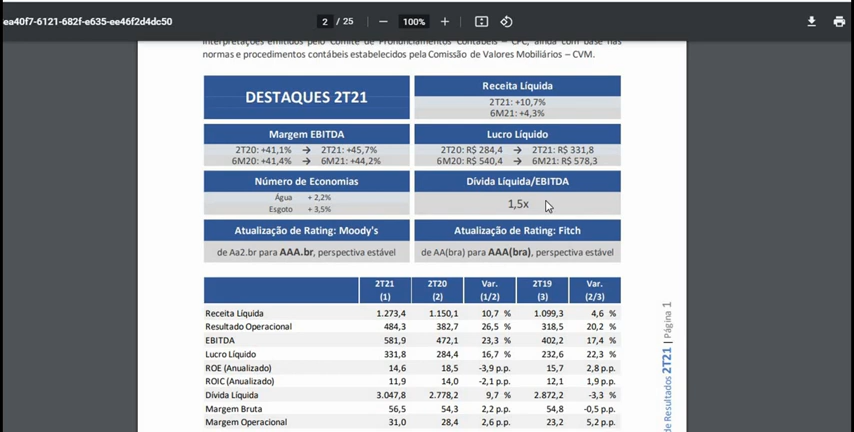 ea40f7-6121-682f-e635-ee46f2d4dc50
2 / 25
100%
interpretações emitidos pelo Comitê de Pronunciamentos Contábeis – CPC, ainda com base nas
normas e procedimentos contábeis estabelecidos pela Comissão de Valores Mobiliários – CVM.
DESTAQUES 2T21
Receita Líquida
2T21: +10,7%
6M21: +4,3%
Margem EBITDA
2T20: +41,1% → 2T21: +45,7%
6M20: +41,4% → 6M21: +44,2%
Lucro Líquido
2T20: R$ 284,4 → 2T21: R$ 331,8
6M20: R$ 540,4 → 6M21: R$ 578,3
Número de Economias
Água + 2,2%
Esgoto + 3,5%
Dívida Líquida/EBITDA
1,5x
Atualização de Rating: Moody's
de Aa2.br para AAA.br, perspectiva estável
Atualização de Rating: Fitch
de AA(bra) para AAA(bra), perspectiva estável
2T21 2T20 Var. 2T19 Var.
(1) (2) (1/2) (3) (2/3)
Receita Líquida 1.273,4 1.150,1 10,7 % 1.099,3 4,6 %
Resultado Operacional 484,3 382,7 26,5 % 318,5 20,2 %
EBITDA 581,9 472,1 23,3 % 402,2 17,4 %
Lucro Líquido 331,8 284,4 16,7 % 232,6 22,3 %
ROE (Anualizado) 14,6 18,5 -3,9 p.p. 15,7 2,8 p.p.
ROIC (Anualizado) 11,9 14,0 -2,1 p.p. 12,1 1,9 p.p.
Dívida Líquida 3.047,8 2.778,2 9,7 % 2.872,2 -3,3 %
Margem Bruta 56,5 54,3 2,2 p.p. 54,8 -0,5 p.p.
Margem Operacional 31,0 28,4 2,6 p.p. 23,2 5,2 p.p.
de Resultados 2T21 | Página 1